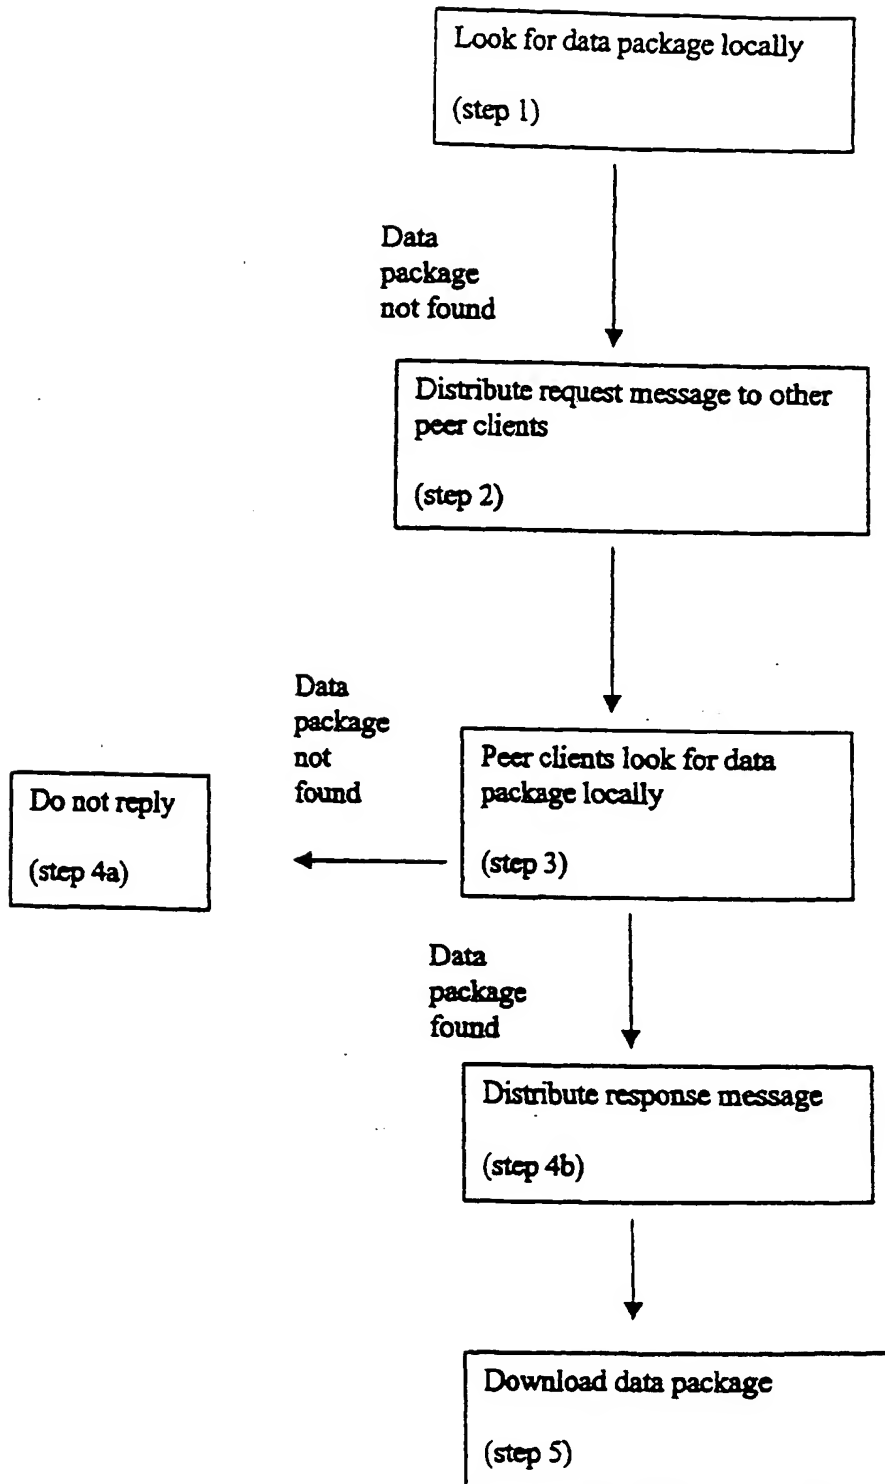 Look for data package locally
(step 1)
Data
package
not found
Distribute request message to other
peer clients
(step 2)
Data
package
not
found
Peer clients look for data
package locally
(step 3)
Do not reply
(step 4a)
Data
package
found
Distribute response message
(step 4b)
Download data package
(step 5)